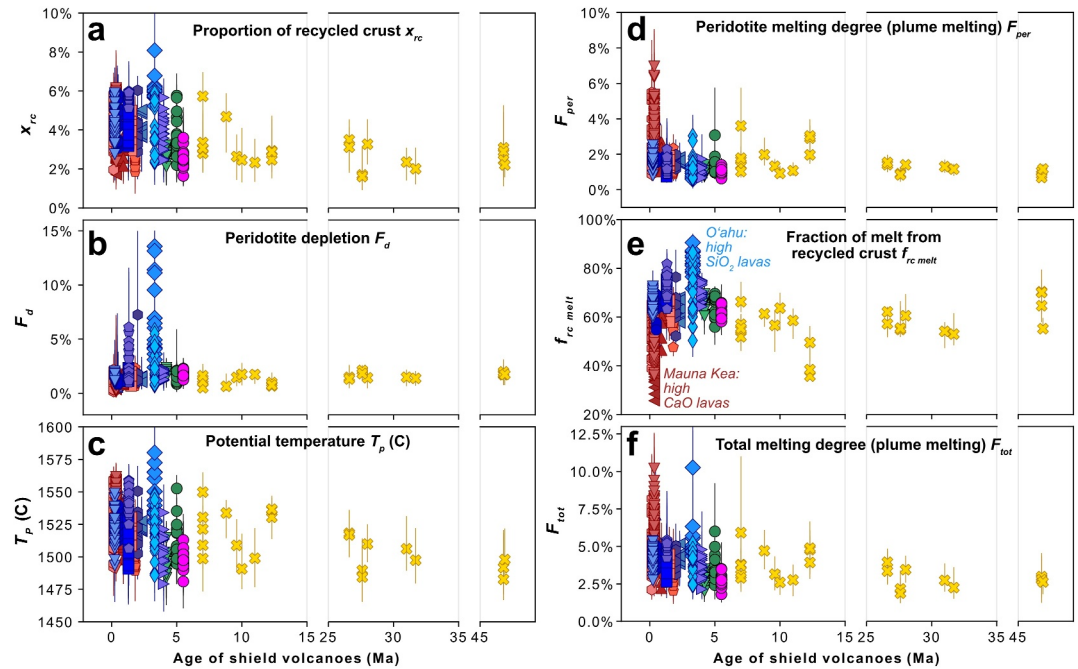 a
Proportion of recycled crust x_rc
10%
8%
6%
4%
2%
0%
x_rc
b
Peridotite depletion F_d
15%
10%
5%
0%
F_d
c
Potential temperature T_p (C)
1600
1575
1550
1525
1500
1475
1450
T_P (C)
0 5 10 15 25 30 35 45
Age of shield volcanoes (Ma)
d
Peridotite melting degree (plume melting) F_per
10%
8%
6%
4%
2%
0%
F_per
e
Fraction of melt from
recycled crust f_rc melt
Oʻahu:
high
SiO₂ lavas
Mauna Kea:
high
CaO lavas
100%
80%
60%
40%
20%
f_rc melt
f
Total melting degree (plume melting) F_tot
12.5%
10.0%
7.5%
5.0%
2.5%
0.0%
F_tot
0 5 10 15 25 30 35 45
Age of shield volcanoes (Ma)